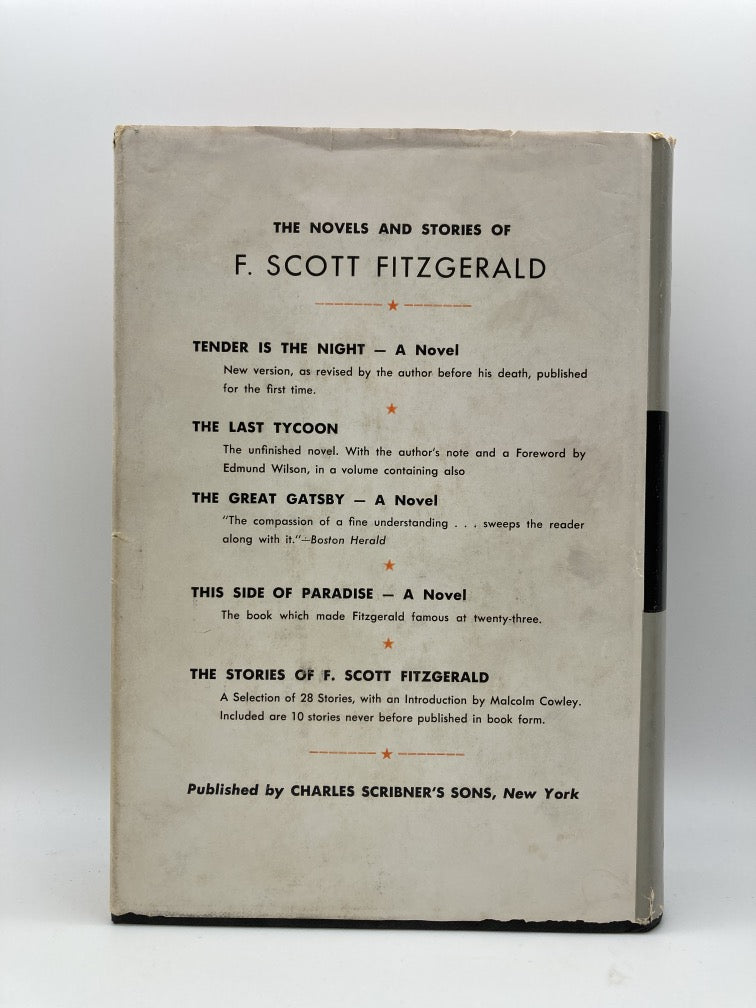 THE NOVELS AND STORIES OF
F. SCOTT FITZGERALD
TENDER IS THE NIGHT — A Novel
New version, as revised by the author before his death, published
for the first time.
THE LAST TYCOON
The unfinished novel. With the author's note and a Foreword by
Edmund Wilson, in a volume containing also
THE GREAT GATSBY — A Novel
"The compassion of a fine understanding . . . sweeps the reader
along with it."—Boston Herald
THIS SIDE OF PARADISE — A Novel
The book which made Fitzgerald famous at twenty-three.
THE STORIES OF F. SCOTT FITZGERALD
A Selection of 28 Stories, with an Introduction by Malcolm Cowley.
Included are 10 stories never before published in book form.
Published by CHARLES SCRIBNER'S SONS, New York